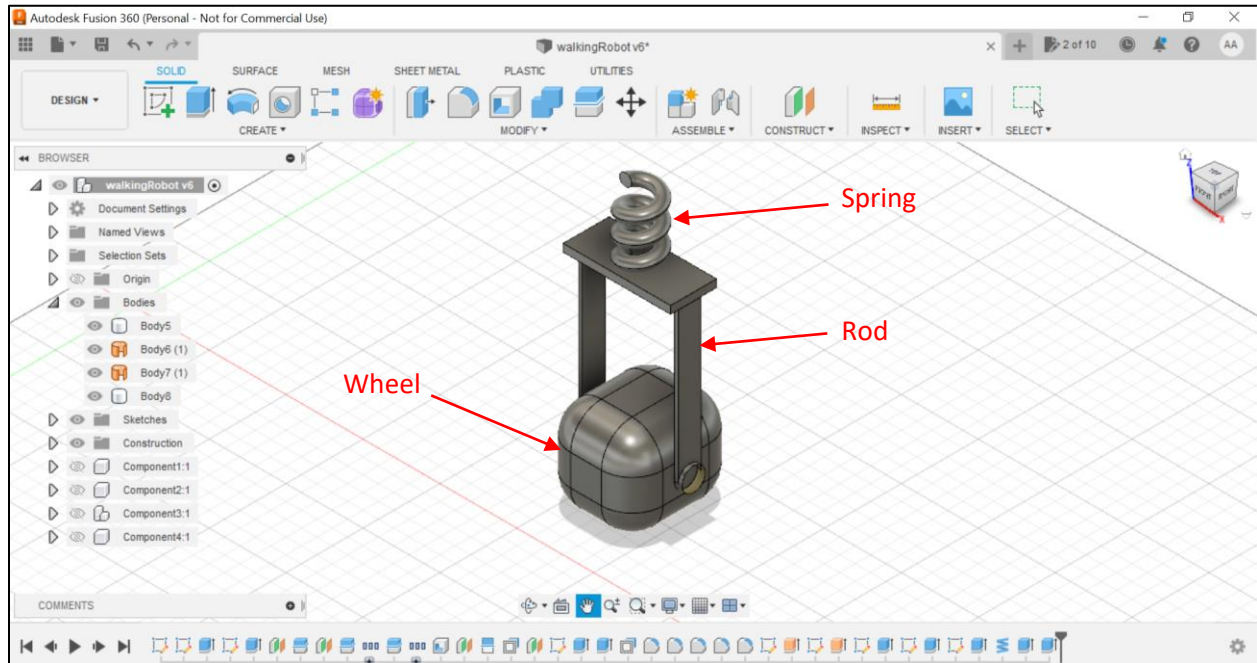 Autodesk Fusion 360 (Personal - Not for Commercial Use)
walkingRobot v6*
2 of 10
AA
DESIGN
SOLID SURFACE MESH SHEET METAL PLASTIC UTILITIES
CREATE MODIFY ASSEMBLE CONSTRUCT INSPECT INSERT SELECT
BROWSER
walkingRobot v6
Document Settings
Named Views
Selection Sets
Origin
Bodies
Body5
Body6 (1)
Body7 (1)
Body8
Sketches
Construction
Component1:1
Component2:1
Component3:1
Component4:1
Spring
Rod
Wheel
Z
TOP
X
COMMENTS